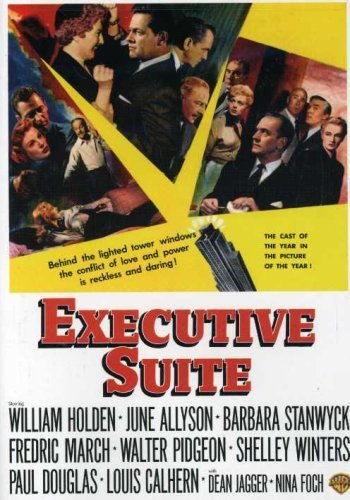 Behind the lighted tower windows
the conflict of love and power
is reckless and daring!
THE CAST OF
THE YEAR IN
THE PICTURE
OF THE YEAR!
EXECUTIVE
SUITE
Starring
WILLIAM HOLDEN · JUNE ALLYSON · BARBARA STANWYCK
FREDRIC MARCH · WALTER PIDGEON · SHELLEY WINTERS
PAUL DOUGLAS · LOUIS CALHERN · with DEAN JAGGER · NINA FOCH